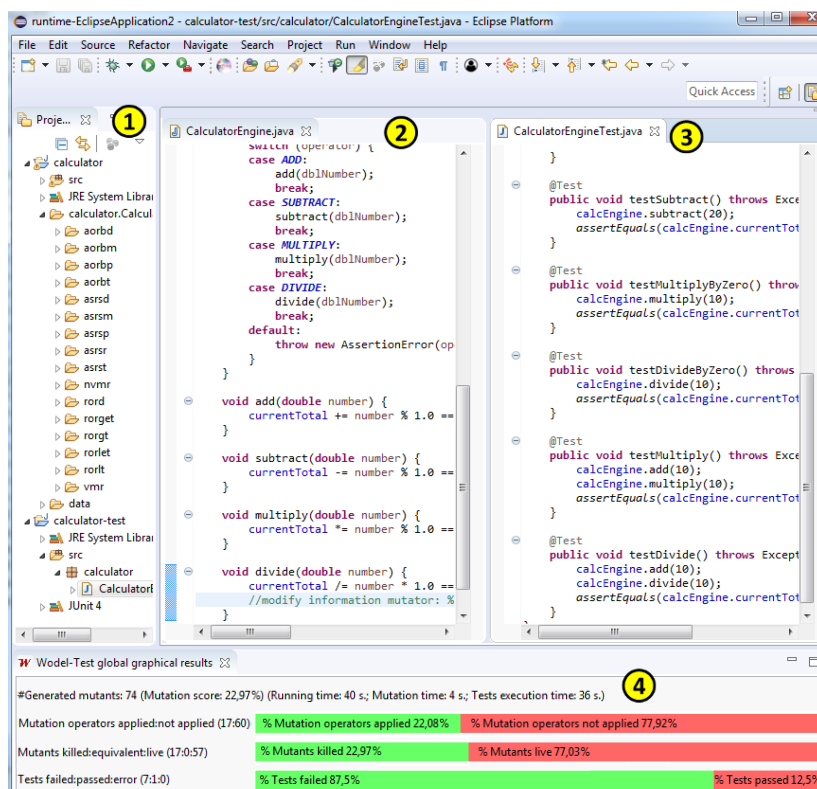 runtime-EclipseApplication2 - calculator-test/src/calculator/CalculatorEngineTest.java - Eclipse Platform
File Edit Source Refactor Navigate Search Project Run Window Help
Quick Access
Proje...
1
calculator
src
JRE System Librar
calculator.Calcul
aorbd
aorbm
aorbp
aorbt
asrsd
asrsm
asrsp
asrsr
asrst
nvmr
rord
rorget
rorgt
rorlet
rorlt
vmr
data
calculator-test
JRE System Librar
src
calculator
CalculatorE
JUnit 4
CalculatorEngine.java
2
switch (operator) {
case ADD:
add(dblNumber);
break;
case SUBTRACT:
subtract(dblNumber);
break;
case MULTIPLY:
multiply(dblNumber);
break;
case DIVIDE:
divide(dblNumber);
break;
default:
throw new AssertionError(op
}
}
void add(double number) {
currentTotal += number % 1.0 ==
}
void subtract(double number) {
currentTotal -= number % 1.0 ==
}
void multiply(double number) {
currentTotal *= number % 1.0 ==
}
void divide(double number) {
currentTotal /= number * 1.0 ==
//modify information mutator: %
}
CalculatorEngineTest.java
3
}
@Test
public void testSubtract() throws Exce
calcEngine.subtract(20);
assertEquals(calcEngine.currentTot
}
@Test
public void testMultiplyByZero() throw
calcEngine.multiply(10);
assertEquals(calcEngine.currentTot
}
@Test
public void testDivideByZero() throws
calcEngine.divide(10);
assertEquals(calcEngine.currentTot
}
@Test
public void testMultiply() throws Exce
calcEngine.add(10);
calcEngine.multiply(10);
assertEquals(calcEngine.currentTot
}
@Test
public void testDivide() throws Except
calcEngine.add(10);
calcEngine.divide(10);
assertEquals(calcEngine.currentTot
}
Wodel-Test global graphical results
4
#Generated mutants: 74 (Mutation score: 22,97%) (Running time: 40 s.; Mutation time: 4 s.; Tests execution time: 36 s.)
Mutation operators applied:not applied (17:60) % Mutation operators applied 22,08% % Mutation operators not applied 77,92%
Mutants killed:equivalent:live (17:0:57) % Mutants killed 22,97% % Mutants live 77,03%
Tests failed:passed:error (7:1:0) % Tests failed 87,5% % Tests passed 12,5%